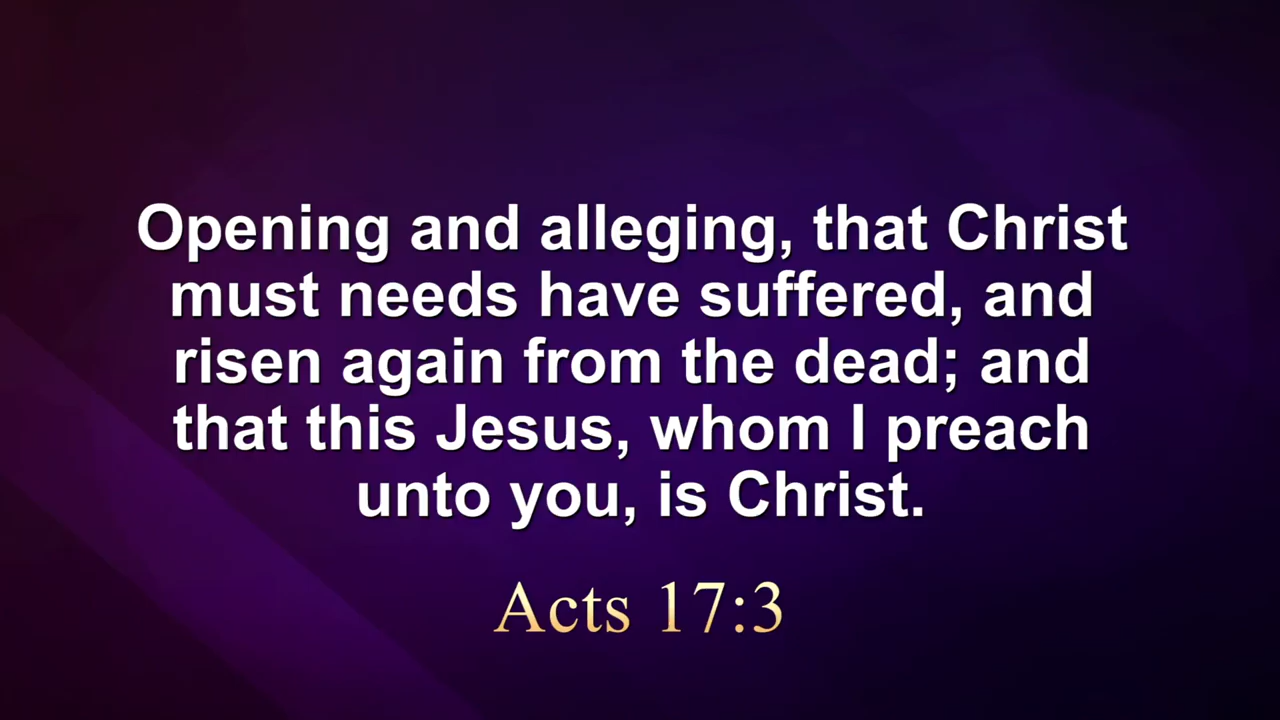 Opening and alleging, that Christ
must needs have suffered, and
risen again from the dead; and
that this Jesus, whom I preach
unto you, is Christ.
Acts 17:3